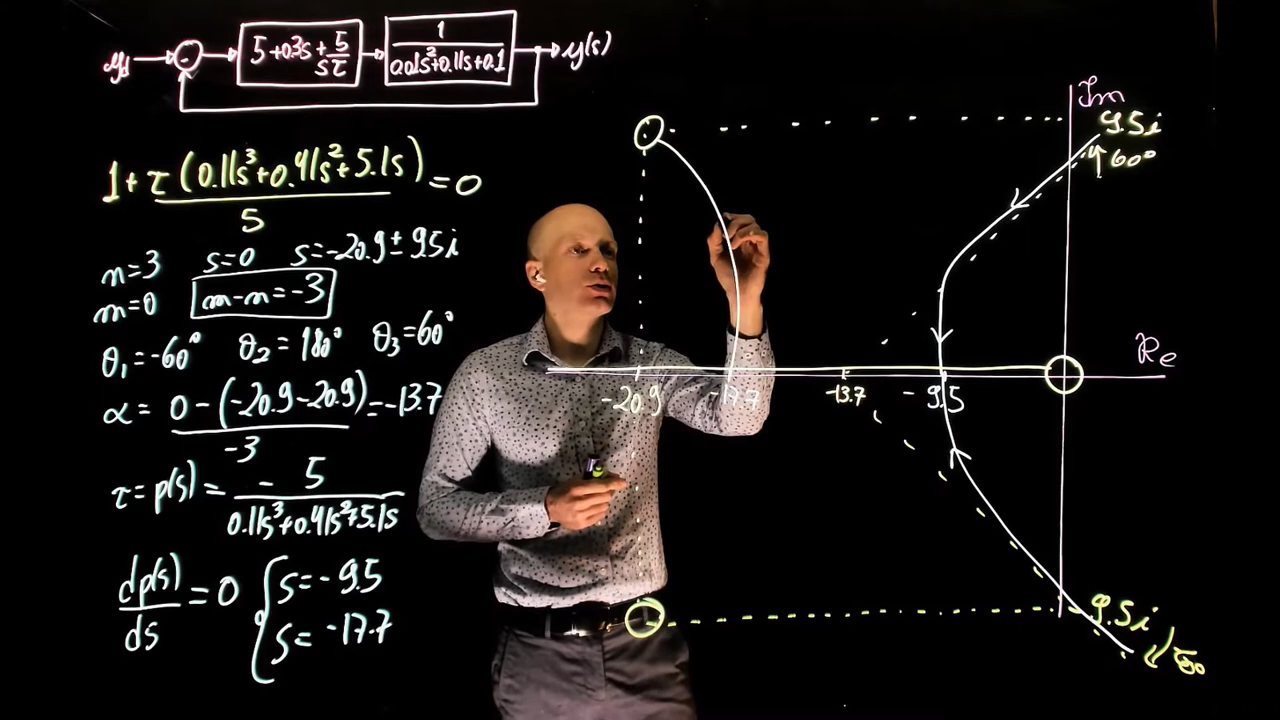 yd 5+0.3s+5/sτ 1/0.01s²+0.11s+0.1 y(s)
-
1+τ(0.11s³+0.41s²+5.1s)/5=0
n=3 s=0 s=-20.9±9.5i
m=0 m-n=-3
θ₁=-60° θ₂=180° θ₃=60°
α=0-(-20.9-20.9)/-3=-13.7
τ=p(s)=-5/0.11s³+0.41s²+5.1s
dp(s)/ds=0 {s=-9.5
s=-17.7
Im
9.5i
60°
Re
-20.9 -17.7 -13.7 -9.5
9.5i